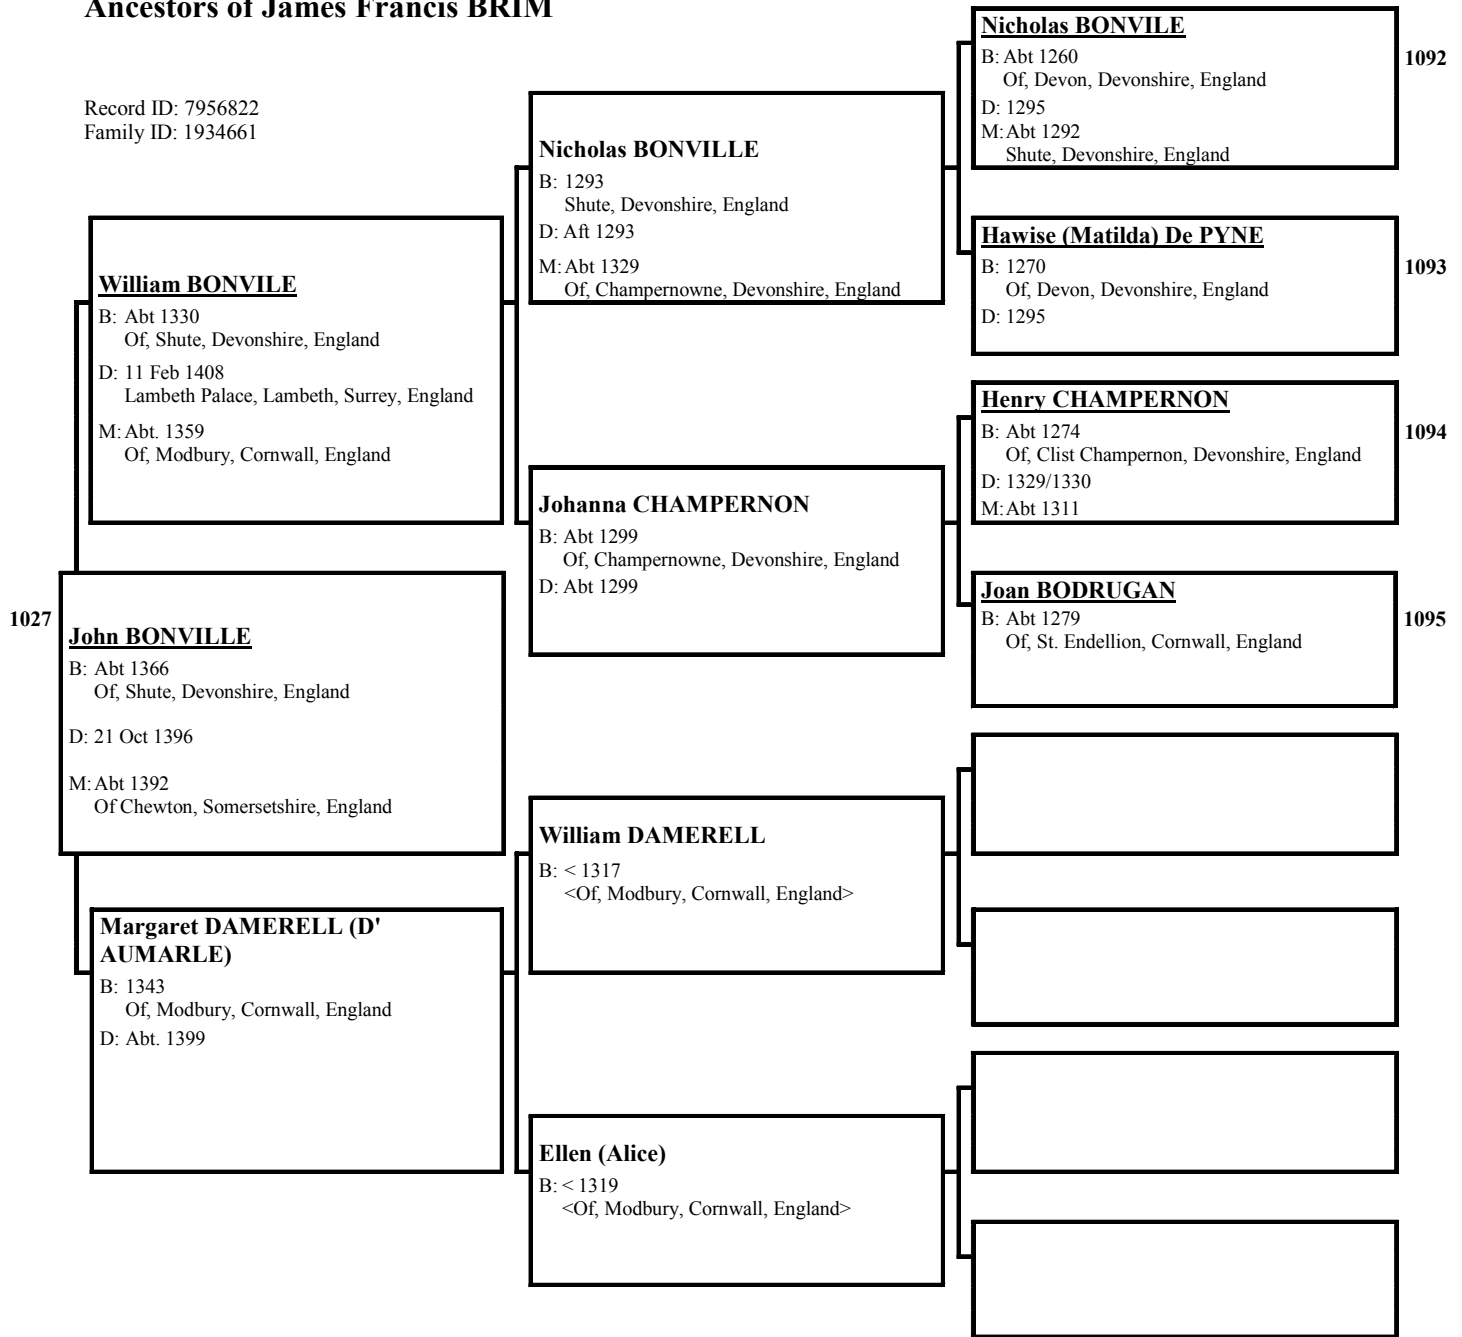 Ancestors of James Francis BRIM
Record ID: 7956822
Family ID: 1934661
1027
John BONVILLE
B: Abt 1366
Of, Shute, Devonshire, England
D: 21 Oct 1396
M: Abt 1392
Of Chewton, Somersetshire, England
William BONVILE
B: Abt 1330
Of, Shute, Devonshire, England
D: 11 Feb 1408
Lambeth Palace, Lambeth, Surrey, England
M: Abt. 1359
Of, Modbury, Cornwall, England
Margaret DAMERELL (D'
AUMARLE)
B: 1343
Of, Modbury, Cornwall, England
D: Abt. 1399
Nicholas BONVILLE
B: 1293
Shute, Devonshire, England
D: Aft 1293
M: Abt 1329
Of, Champernowne, Devonshire, England
Johanna CHAMPERNON
B: Abt 1299
Of, Champernowne, Devonshire, England
D: Abt 1299
William DAMERELL
B: < 1317
<Of, Modbury, Cornwall, England>
Ellen (Alice)
B: < 1319
<Of, Modbury, Cornwall, England>
Nicholas BONVILE
B: Abt 1260
Of, Devon, Devonshire, England
D: 1295
M: Abt 1292
Shute, Devonshire, England
1092
Hawise (Matilda) De PYNE
B: 1270
Of, Devon, Devonshire, England
D: 1295
1093
Henry CHAMPERNON
B: Abt 1274
Of, Clist Champernon, Devonshire, England
D: 1329/1330
M: Abt 1311
1094
Joan BODRUGAN
B: Abt 1279
Of, St. Endellion, Cornwall, England
1095